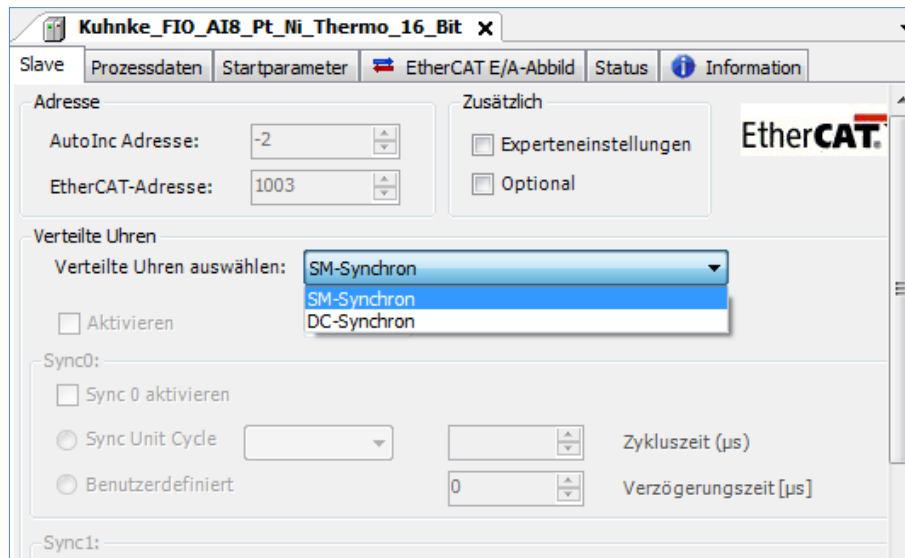 Kuhnke_FIO_AI8_Pt_Ni_Thermo_16_Bit X
Slave Prozessdaten Startparameter EtherCAT E/A-Abbild Status Information
Adresse Zusätzlich
AutoInc Adresse: -2 Experteneinstellungen EtherCAT.
EtherCAT-Adresse: 1003 Optional
Verteilte Uhren
Verteilte Uhren auswählen: SM-Synchron
SM-Synchron
Aktivieren DC-Synchron
Sync0:
Sync 0 aktivieren
Sync Unit Cycle Zykluszeit (µs)
Benutzerdefiniert 0 Verzögerungszeit [µs]
Sync1: